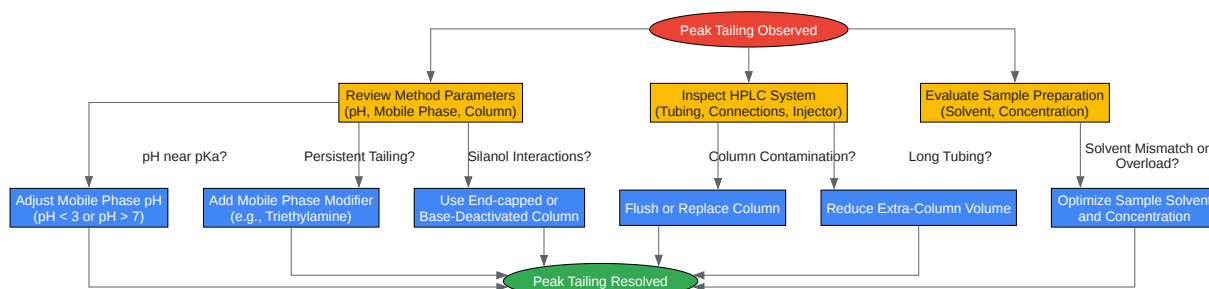 Peak Tailing Observed
Review Method Parameters
(pH, Mobile Phase, Column)
Inspect HPLC System
(Tubing, Connections, Injector)
Evaluate Sample Preparation
(Solvent, Concentration)
pH near pKa?
Persistent Tailing?
Silanol Interactions?
Column Contamination?
Long Tubing?
Solvent Mismatch or
Overload?
Adjust Mobile Phase pH
(pH < 3 or pH > 7)
Add Mobile Phase Modifier
(e.g., Triethylamine)
Use End-capped or
Base-Deactivated Column
Flush or Replace Column
Reduce Extra-Column Volume
Optimize Sample Solvent
and Concentration
Peak Tailing Resolved